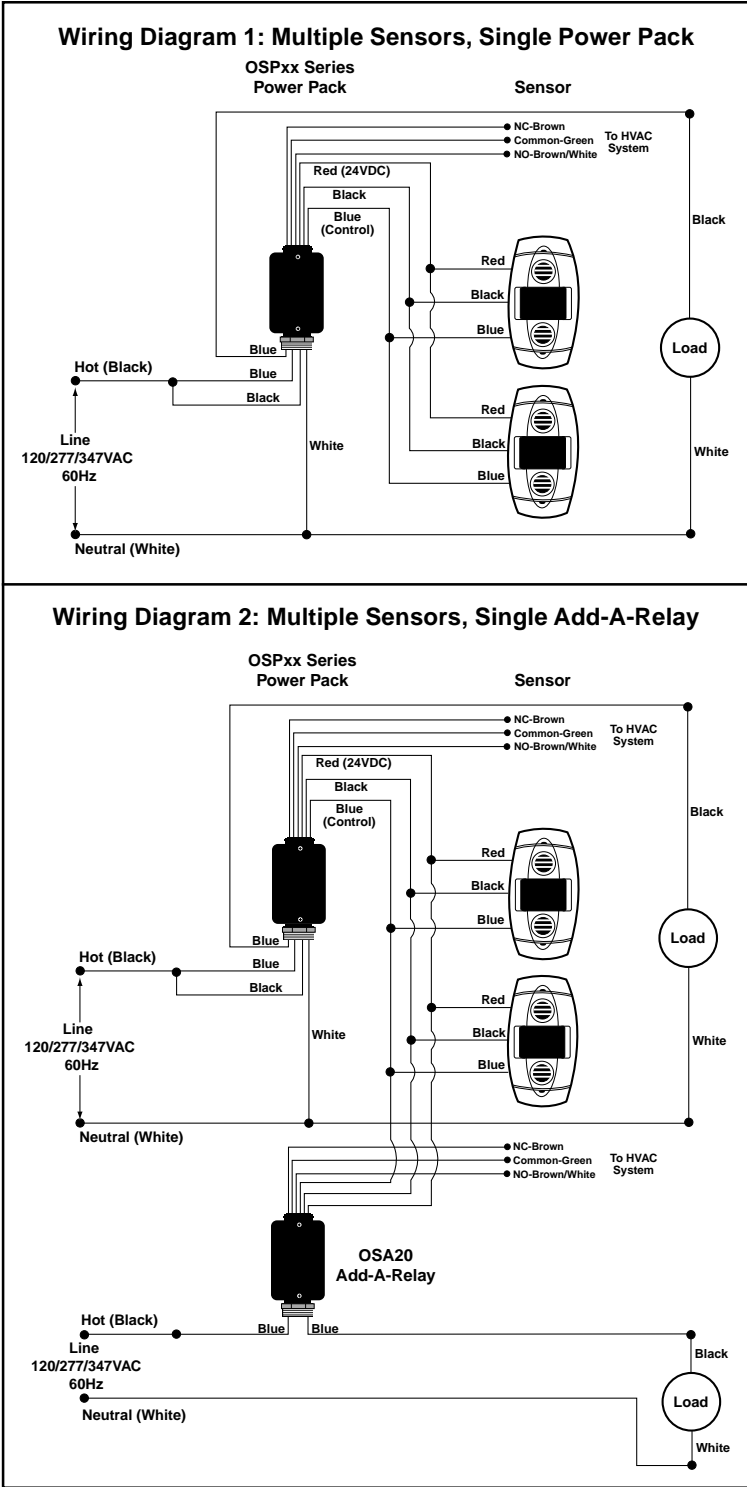 Wiring Diagram 1: Multiple Sensors, Single Power Pack
OSPxx Series
Power Pack
Sensor
NC-Brown
Common-Green
NO-Brown/White
To HVAC
System
Red (24VDC)
Black
Blue
(Control)
Black
Red
Black
Blue
Load
Blue
Hot (Black)
Blue
Black
Red
Line
120/277/347VAC
60Hz
White
Black
White
Blue
Neutral (White)
Wiring Diagram 2: Multiple Sensors, Single Add-A-Relay
OSPxx Series
Power Pack
Sensor
NC-Brown
Common-Green
NO-Brown/White
To HVAC
System
Red (24VDC)
Black
Blue
(Control)
Black
Red
Black
Blue
Load
Blue
Hot (Black)
Blue
Black
Red
Line
120/277/347VAC
60Hz
White
Black
White
Blue
Neutral (White)
NC-Brown
Common-Green
NO-Brown/White
To HVAC
System
OSA20
Add-A-Relay
Hot (Black)
Blue
Blue
Line
120/277/347VAC
60Hz
Black
Load
Neutral (White)
White